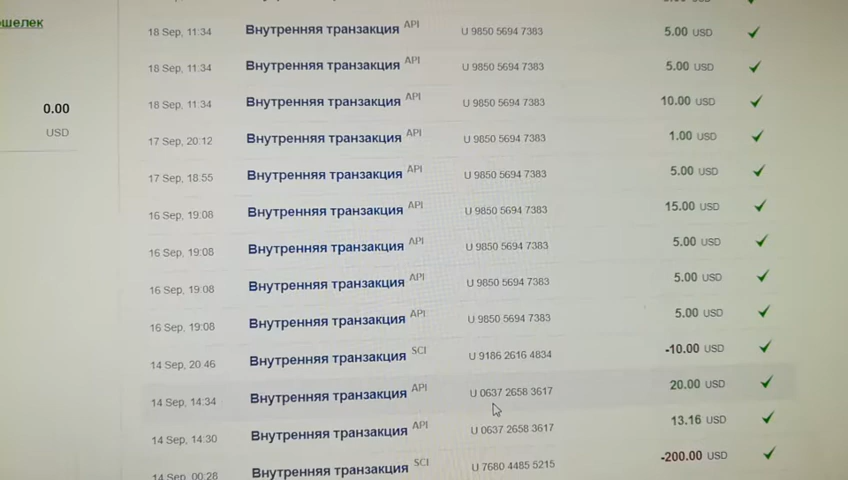 ошелек
18 Sep, 11:34 Внутренняя транзакция API U 9850 5694 7383 5.00 USD
18 Sep, 11:34 Внутренняя транзакция API U 9850 5694 7383 5.00 USD
18 Sep, 11:34 Внутренняя транзакция API U 9850 5694 7383 10.00 USD
0.00
USD
17 Sep, 20:12 Внутренняя транзакция API U 9850 5694 7383 1.00 USD
17 Sep, 18:55 Внутренняя транзакция API U 9850 5694 7383 5.00 USD
16 Sep, 19:08 Внутренняя транзакция API U 9850 5694 7383 15.00 USD
16 Sep, 19:08 Внутренняя транзакция API U 9850 5694 7383 5.00 USD
16 Sep, 19:08 Внутренняя транзакция API U 9850 5694 7383 5.00 USD
16 Sep, 19:08 Внутренняя транзакция API U 9850 5694 7383 5.00 USD
14 Sep, 20:46 Внутренняя транзакция SCI U 9186 2616 4834 -10.00 USD
14 Sep, 14:34 Внутренняя транзакция API U 0637 2658 3617 20.00 USD
14 Sep, 14:30 Внутренняя транзакция API U 0637 2658 3617 13.16 USD
14 Sep, 00:28 Внутренняя транзакция SCI U 7680 4485 5215 -200.00 USD